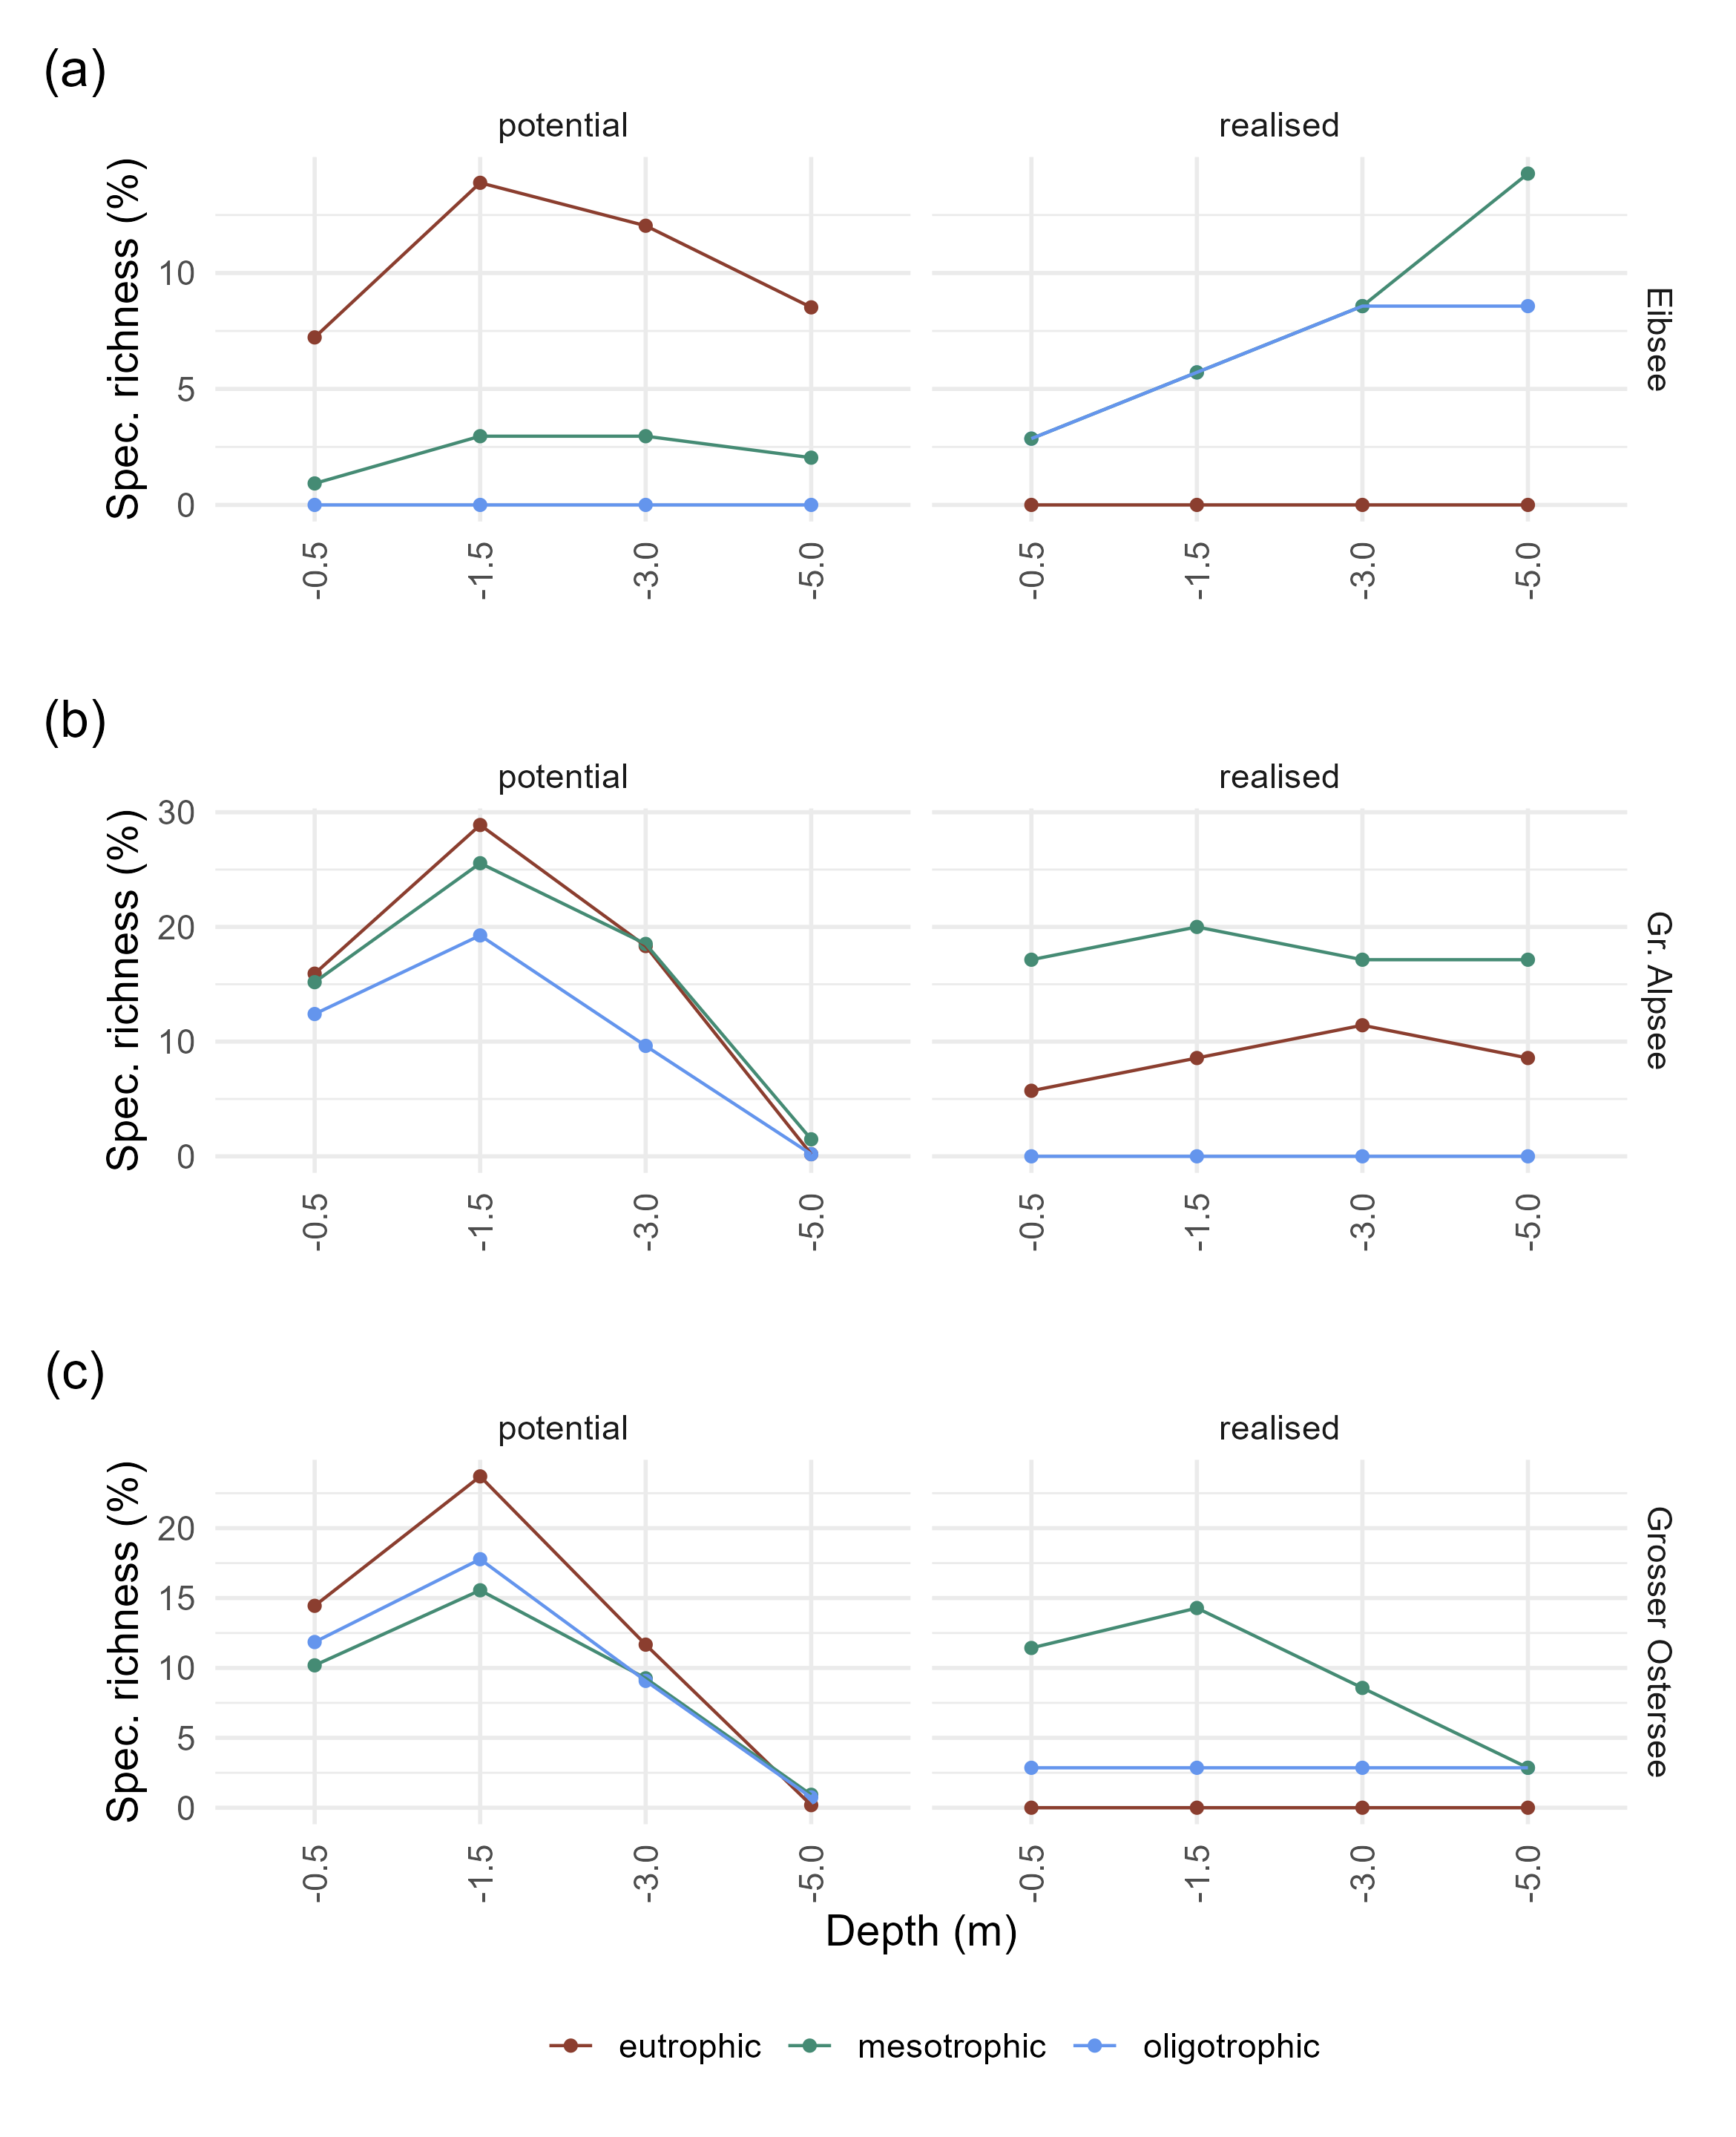 (a)
potential
realised
Spec. richness (%)
10
5
0
Eibsee
-0.5
-1.5
-3.0
-5.0
-0.5
-1.5
-3.0
-5.0
(b)
potential
realised
Spec. richness (%)
30
20
10
0
Gr. Alpsee
-0.5
-1.5
-3.0
-5.0
-0.5
-1.5
-3.0
-5.0
(c)
potential
realised
Spec. richness (%)
20
15
10
5
0
Grosser Ostersee
-0.5
-1.5
-3.0
-5.0
-0.5
-1.5
-3.0
-5.0
Depth (m)
eutrophic
mesotrophic
oligotrophic